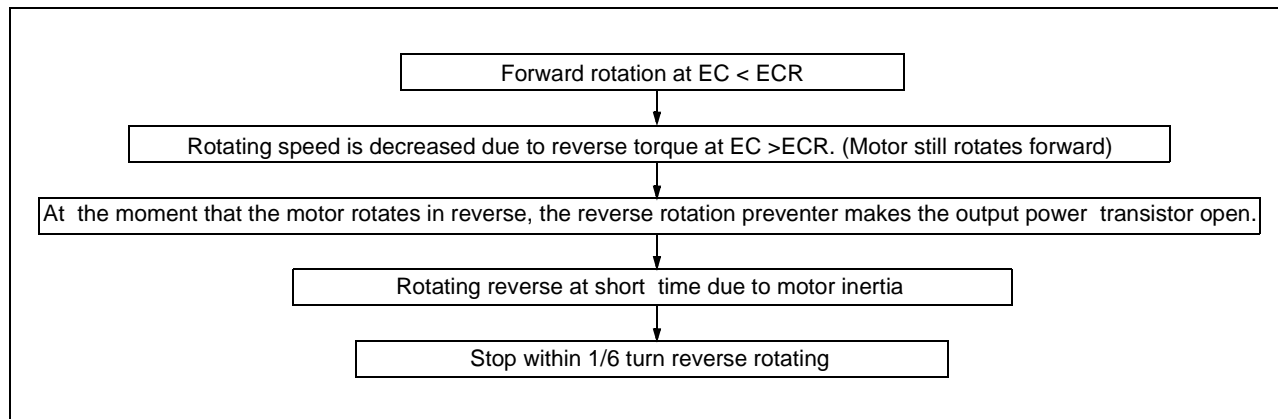 Forward rotation at EC < ECR
Rotating speed is decreased due to reverse torque at EC >ECR. (Motor still rotates forward)
At the moment that the motor rotates in reverse, the reverse rotation preventer makes the output power transistor open.
Rotating reverse at short time due to motor inertia
Stop within 1/6 turn reverse rotating